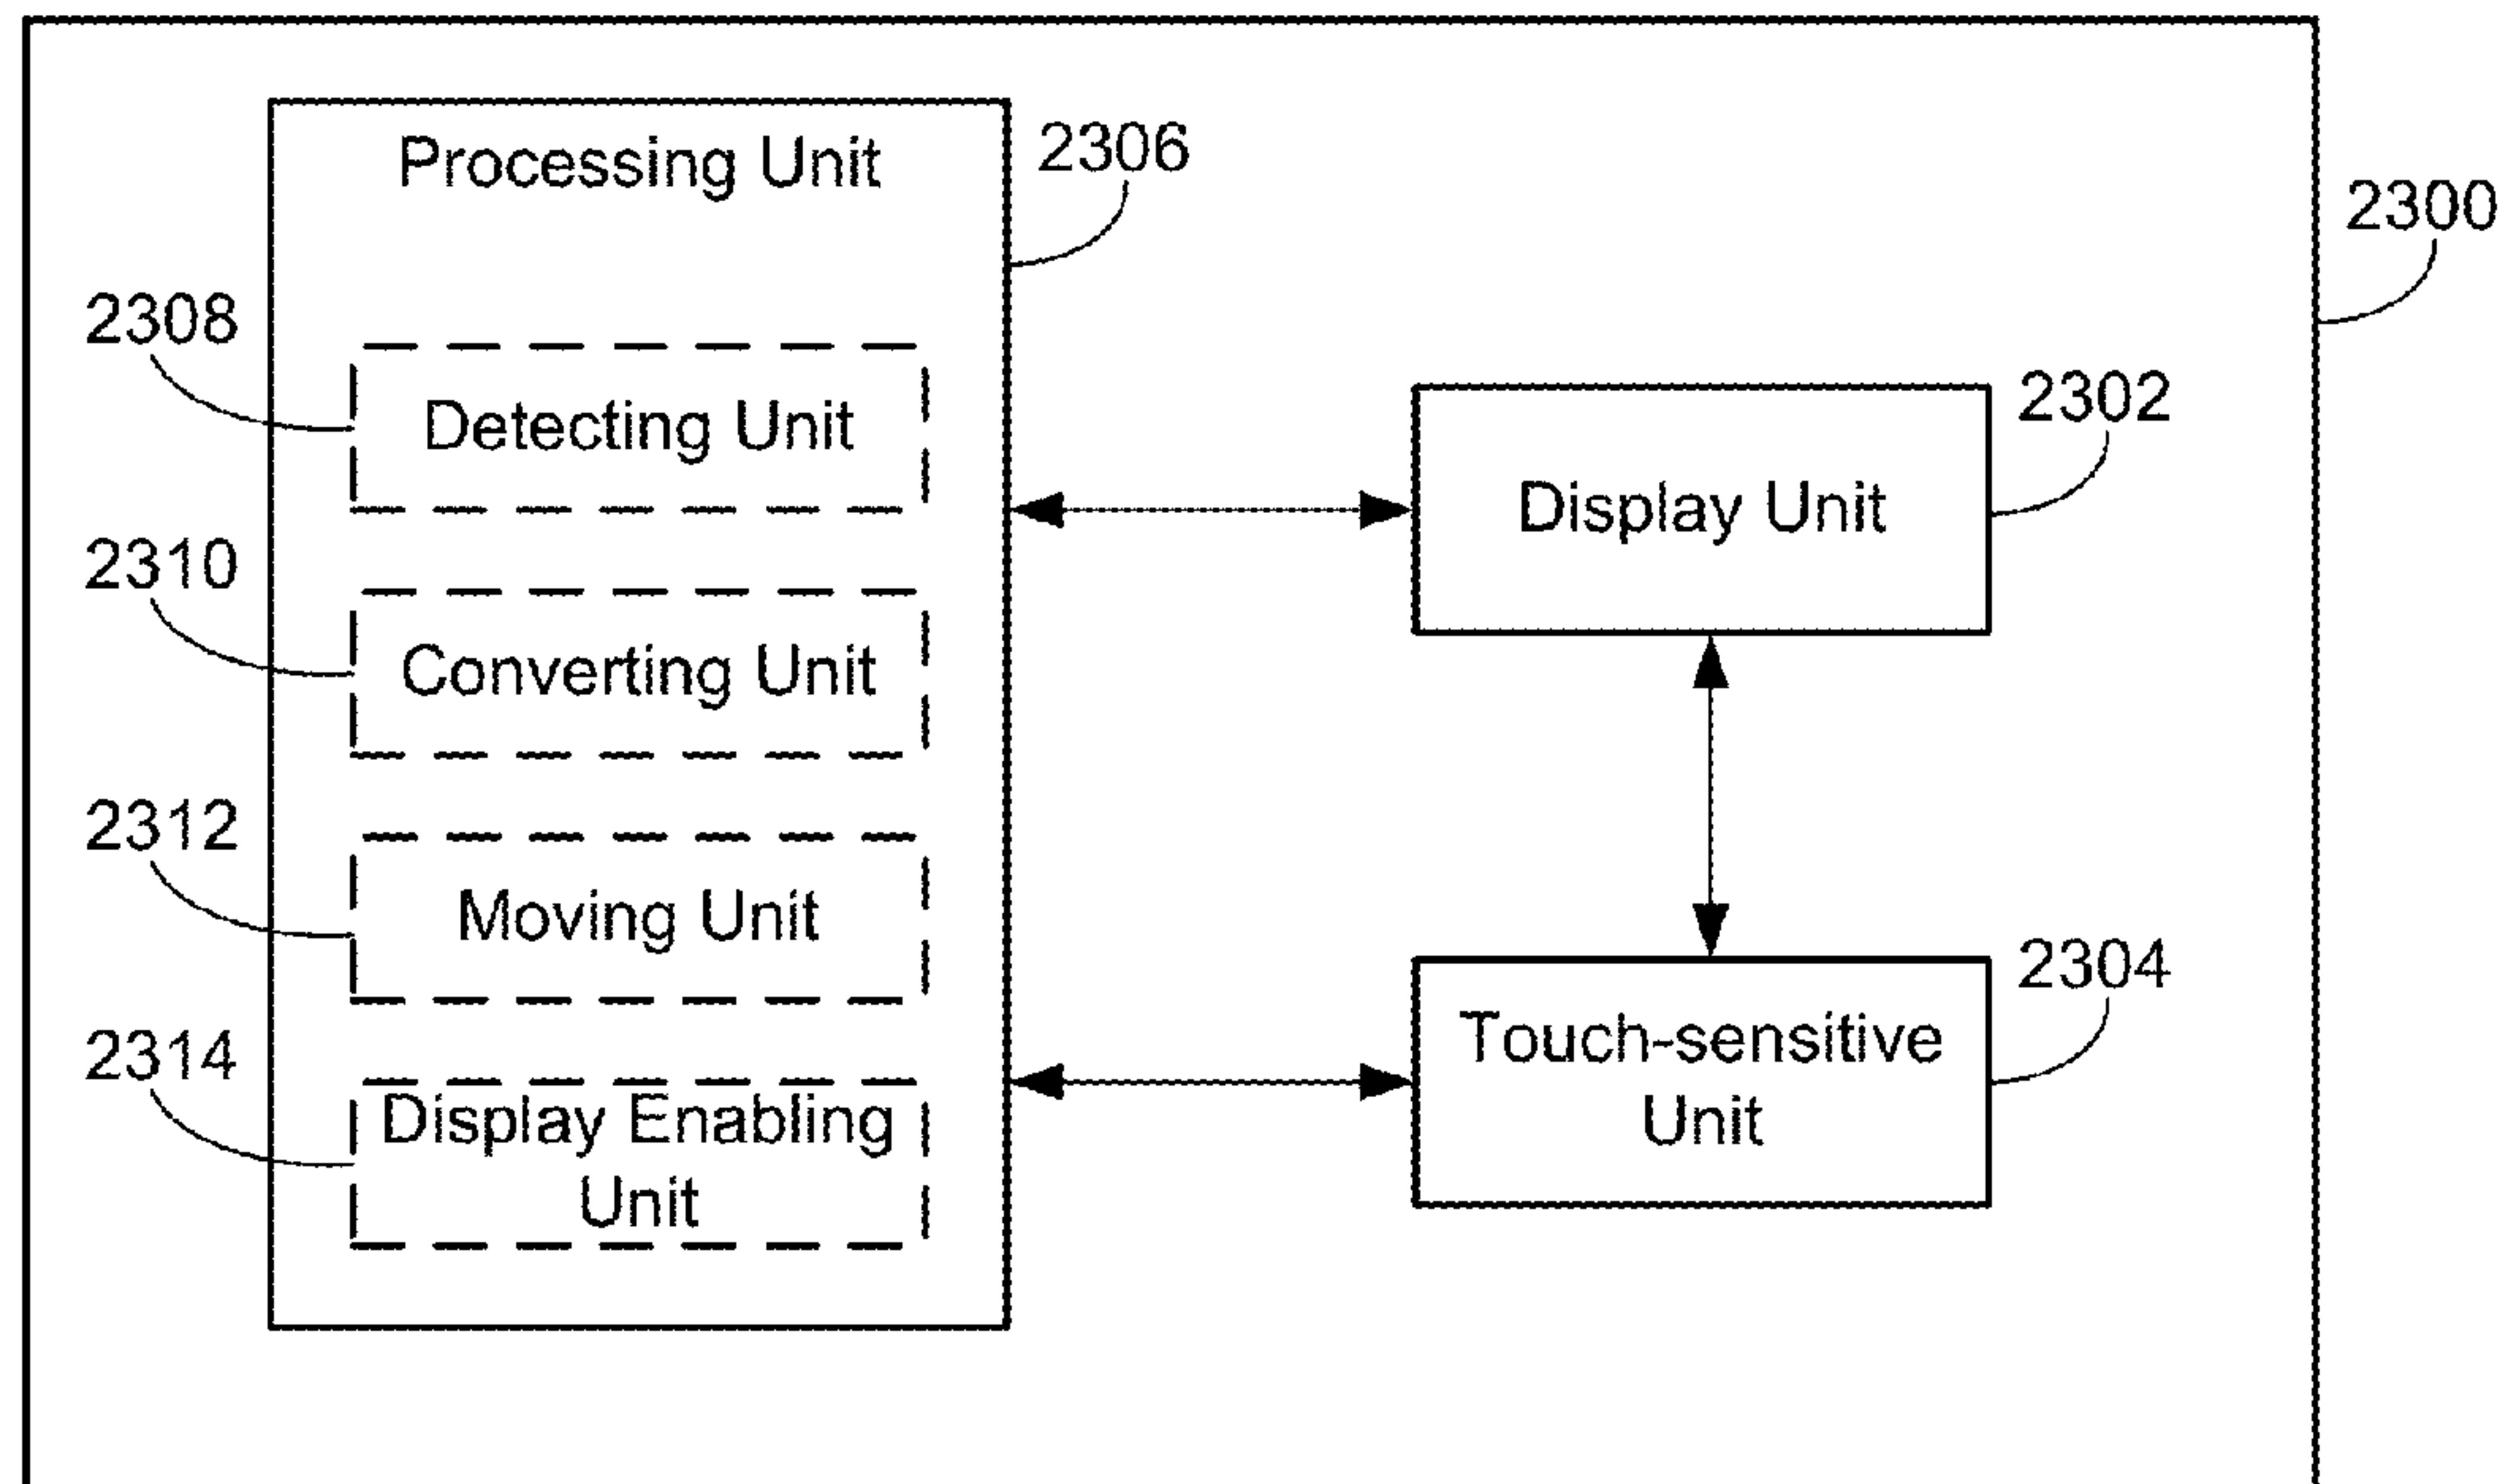 Processing Unit
2306
2300
2308
Detecting Unit
2302
Display Unit
2310
Converting Unit
2312
Moving Unit
2304
Touch-sensitive
Unit
2314
Display Enabling
Unit